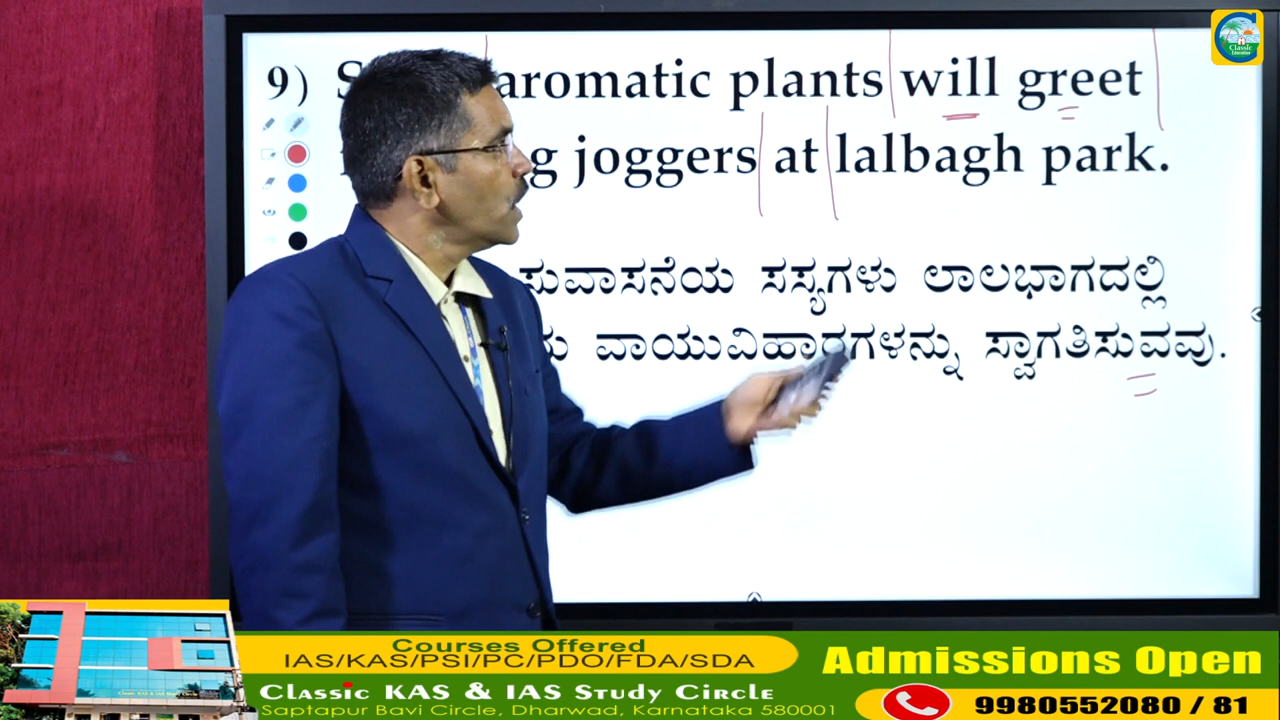 9) S aromatic plants will greet
g joggers at lalbagh park.
ಸುವಾಸನೆಯ ಸಸ್ಯಗಳು ಲಾಲಭಾಗದಲ್ಲಿ
ವಾಯುವಿಹಾರಗಳನ್ನು ಸ್ವಾಗತಿಸುವವು.
Classic
Education
Courses Offered
IAS/KAS/PSI/PC/PDO/FDA/SDA
Admissions Open
Classic KAS & IAS Study Circle
Saptapur Bavi Circle, Dharwad, Karnataka 580001
9980552080 / 81